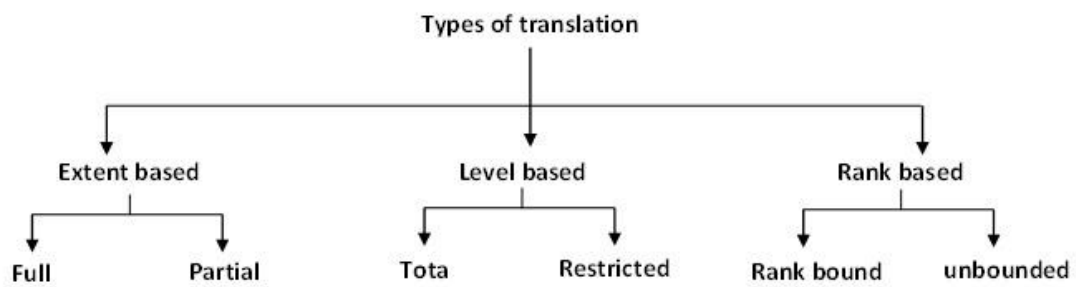 Types of translation
Extent based Level based Rank based
Full Partial Tota Restricted Rank bound unbounded